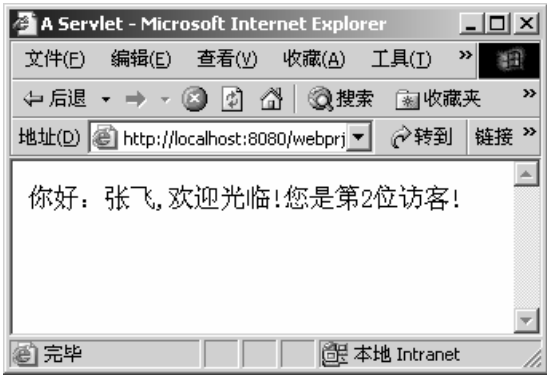 A Servlet - Microsoft Internet Explorer
文件(F) 编辑(E) 查看(V) 收藏(A) 工具(T) »
后退 搜索 收藏夹 »
地址(D) http://localhost:8080/webprj 转到 链接 »
你好：张飞,欢迎光临!您是第2位访客!
完毕 本地 Intranet